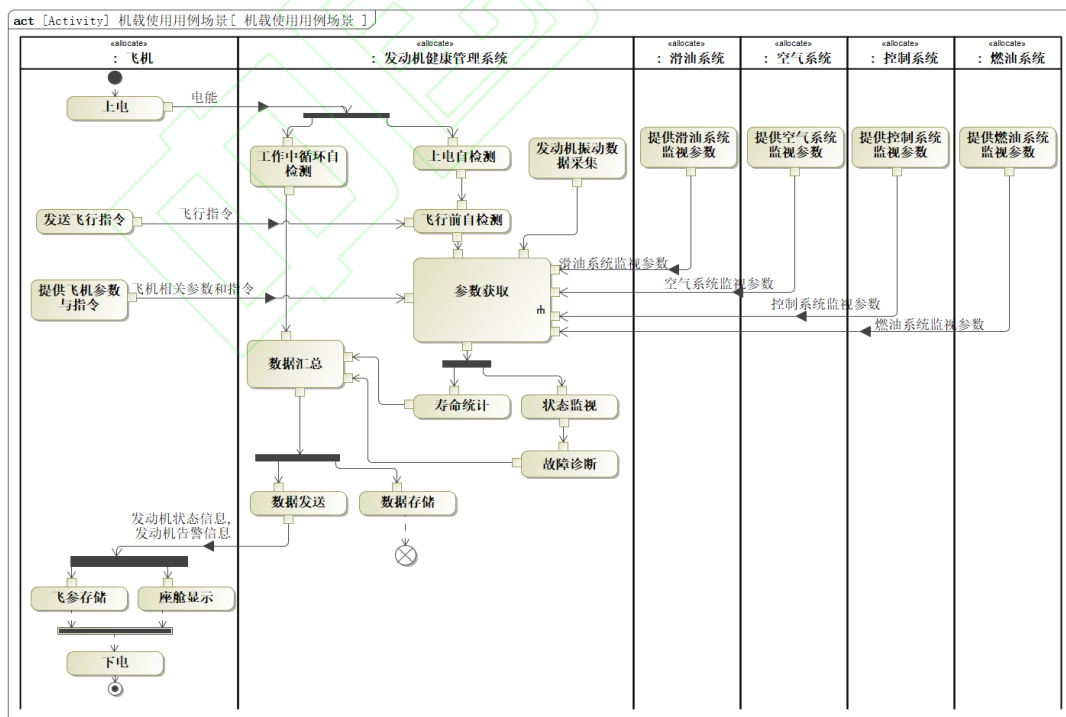 act [Activity] 机载使用用例场景[ 机载使用用例场景 ]
«allocate»
: 飞机
«allocate»
: 发动机健康管理系统
«allocate»
: 滑油系统
«allocate»
: 空气系统
«allocate»
: 控制系统
«allocate»
: 燃油系统
上电
电能
工作中循环自
检测
上电自检测
发动机振动数
据采集
提供滑油系统
监视参数
提供空气系统
监视参数
提供控制系统
监视参数
提供燃油系统
监视参数
发送飞行指令
飞行指令
飞行前自检测
滑油系统监视参数
提供飞机参数
与指令
飞机相关参数和指令
参数获取
空气系统监视参数
控制系统监视参数
燃油系统监视参数
数据汇总
寿命统计
状态监视
故障诊断
数据发送
数据存储
发动机状态信息,
发动机告警信息
飞参存储
座舱显示
下电